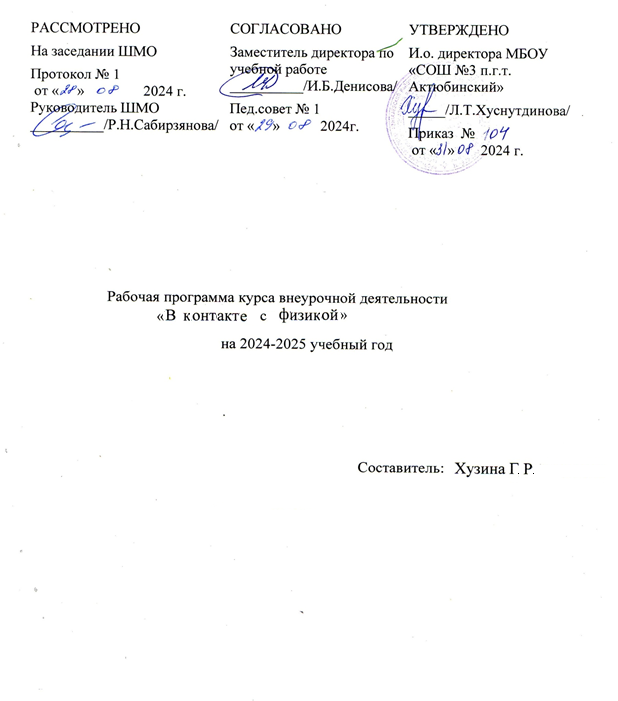 РАССМОТРЕНО
На заседании ШМО
Протокол № 1
от «28» 08 2024 г.
Руководитель ШМО
/Р.Н.Сабирзянова/
СОГЛАСОВАНО
Заместитель директора по
учебной работе
/И.Б.Денисова/
Пед.совет № 1
от «29» 08 2024г.
УТВЕРЖДЕНО
И.о. директора МБОУ
«СОШ №3 п.г.т.
Актюбинский»
/Л.Т.Хуснутдинова/
Приказ № 104
от «31» 08 2024 г.
Рабочая программа курса внеурочной деятельности
«В контакте с физикой»
на 2024-2025 учебный год
Составитель: Хузина Г. Р.